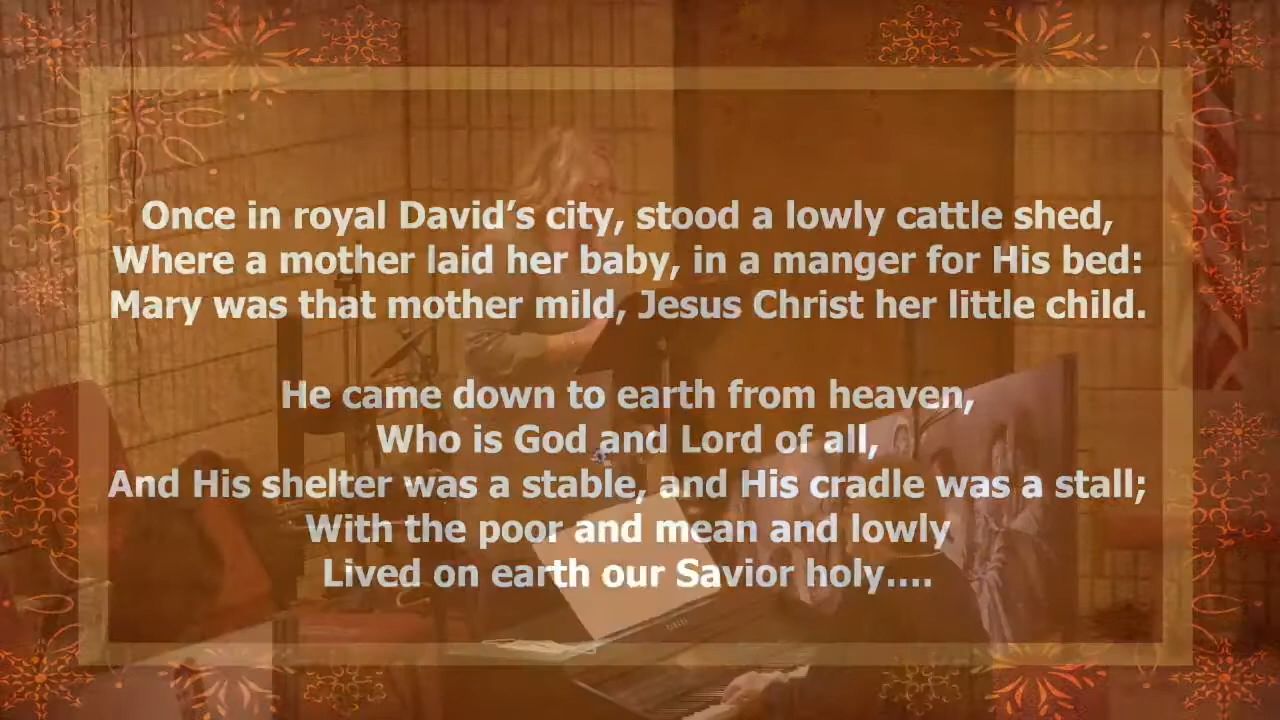 Once in royal David’s city, stood a lowly cattle shed,
Where a mother laid her baby, in a manger for His bed:
Mary was that mother mild, Jesus Christ her little child.
He came down to earth from heaven,
Who is God and Lord of all,
And His shelter was a stable, and His cradle was a stall;
With the poor and mean and lowly
Lived on earth our Savior holy....